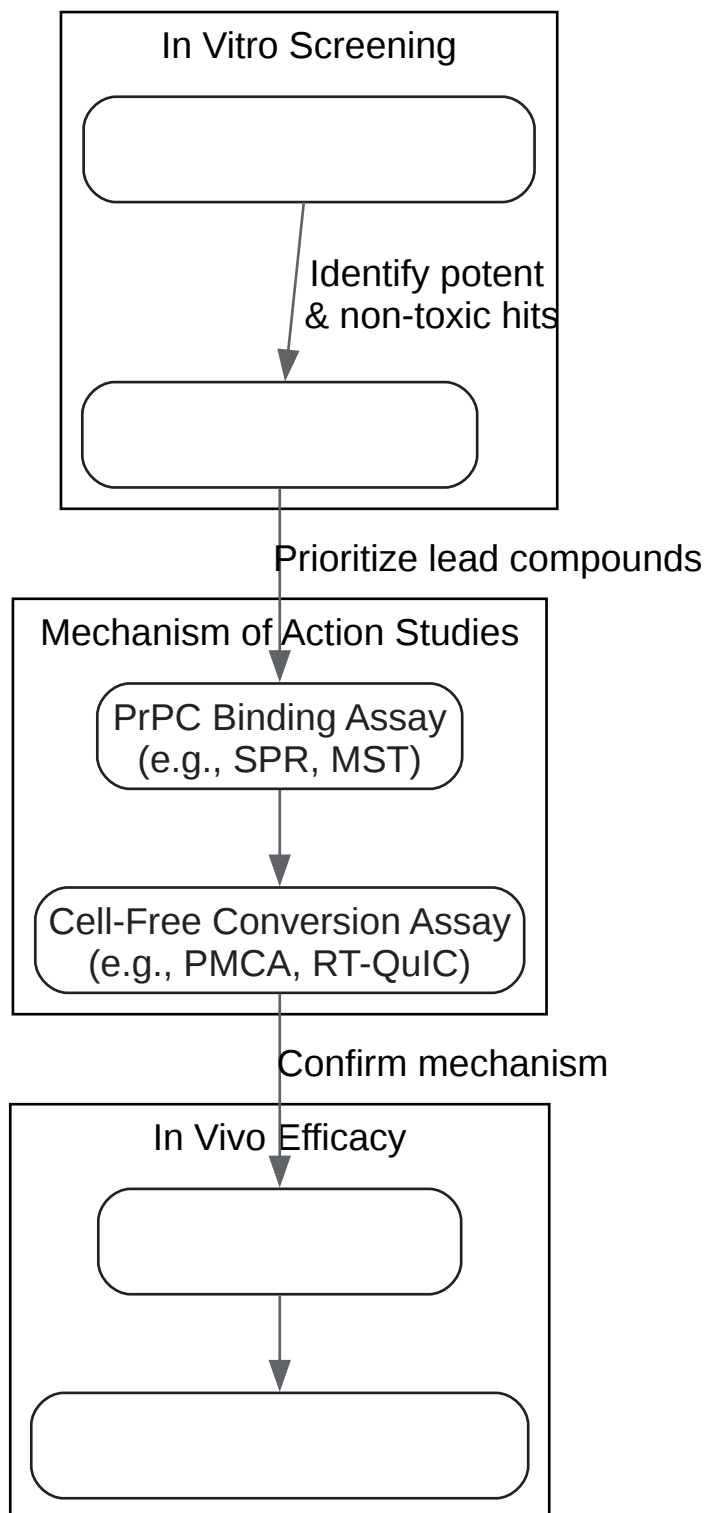 In Vitro Screening
Identify potent
& non-toxic hits
Prioritize lead compounds
Mechanism of Action Studies
PrPC Binding Assay
(e.g., SPR, MST)
Cell-Free Conversion Assay
(e.g., PMCA, RT-QuIC)
Confirm mechanism
In Vivo Efficacy